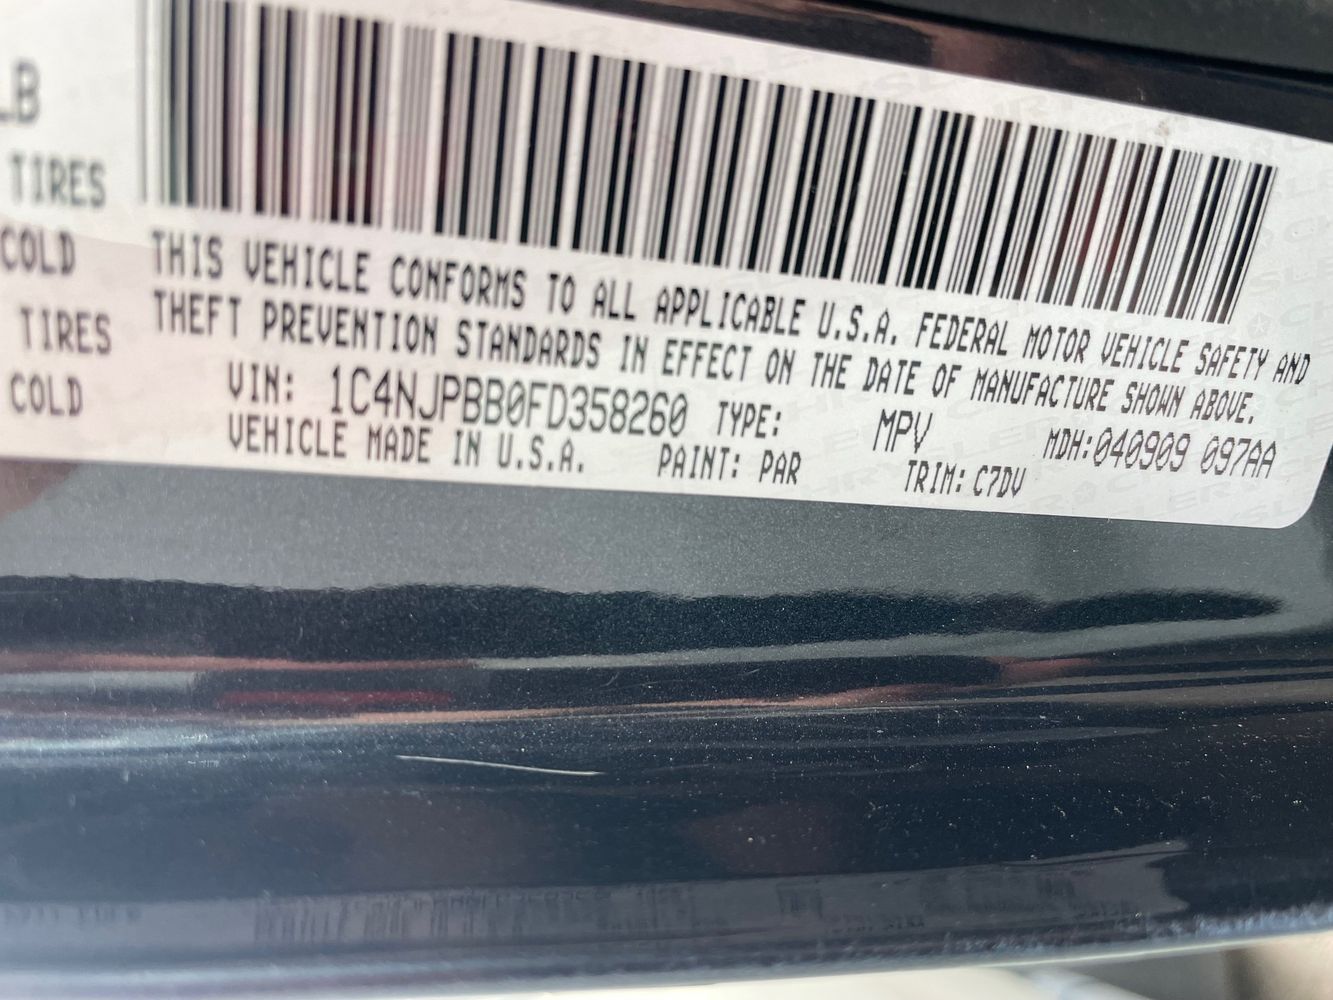 LB
TIRES
COLD
TIRES
COLD
THIS VEHICLE CONFORMS TO ALL APPLICABLE U.S.A. FEDERAL MOTOR VEHICLE SAFETY AND
THEFT PREVENTION STANDARDS IN EFFECT ON THE DATE OF MANUFACTURE SHOWN ABOVE.
VIN: 1C4NJPBB0FD358260 TYPE: MPV MDH:040909 097AA
VEHICLE MADE IN U.S.A. PAINT: PAR TRIM: C7DV